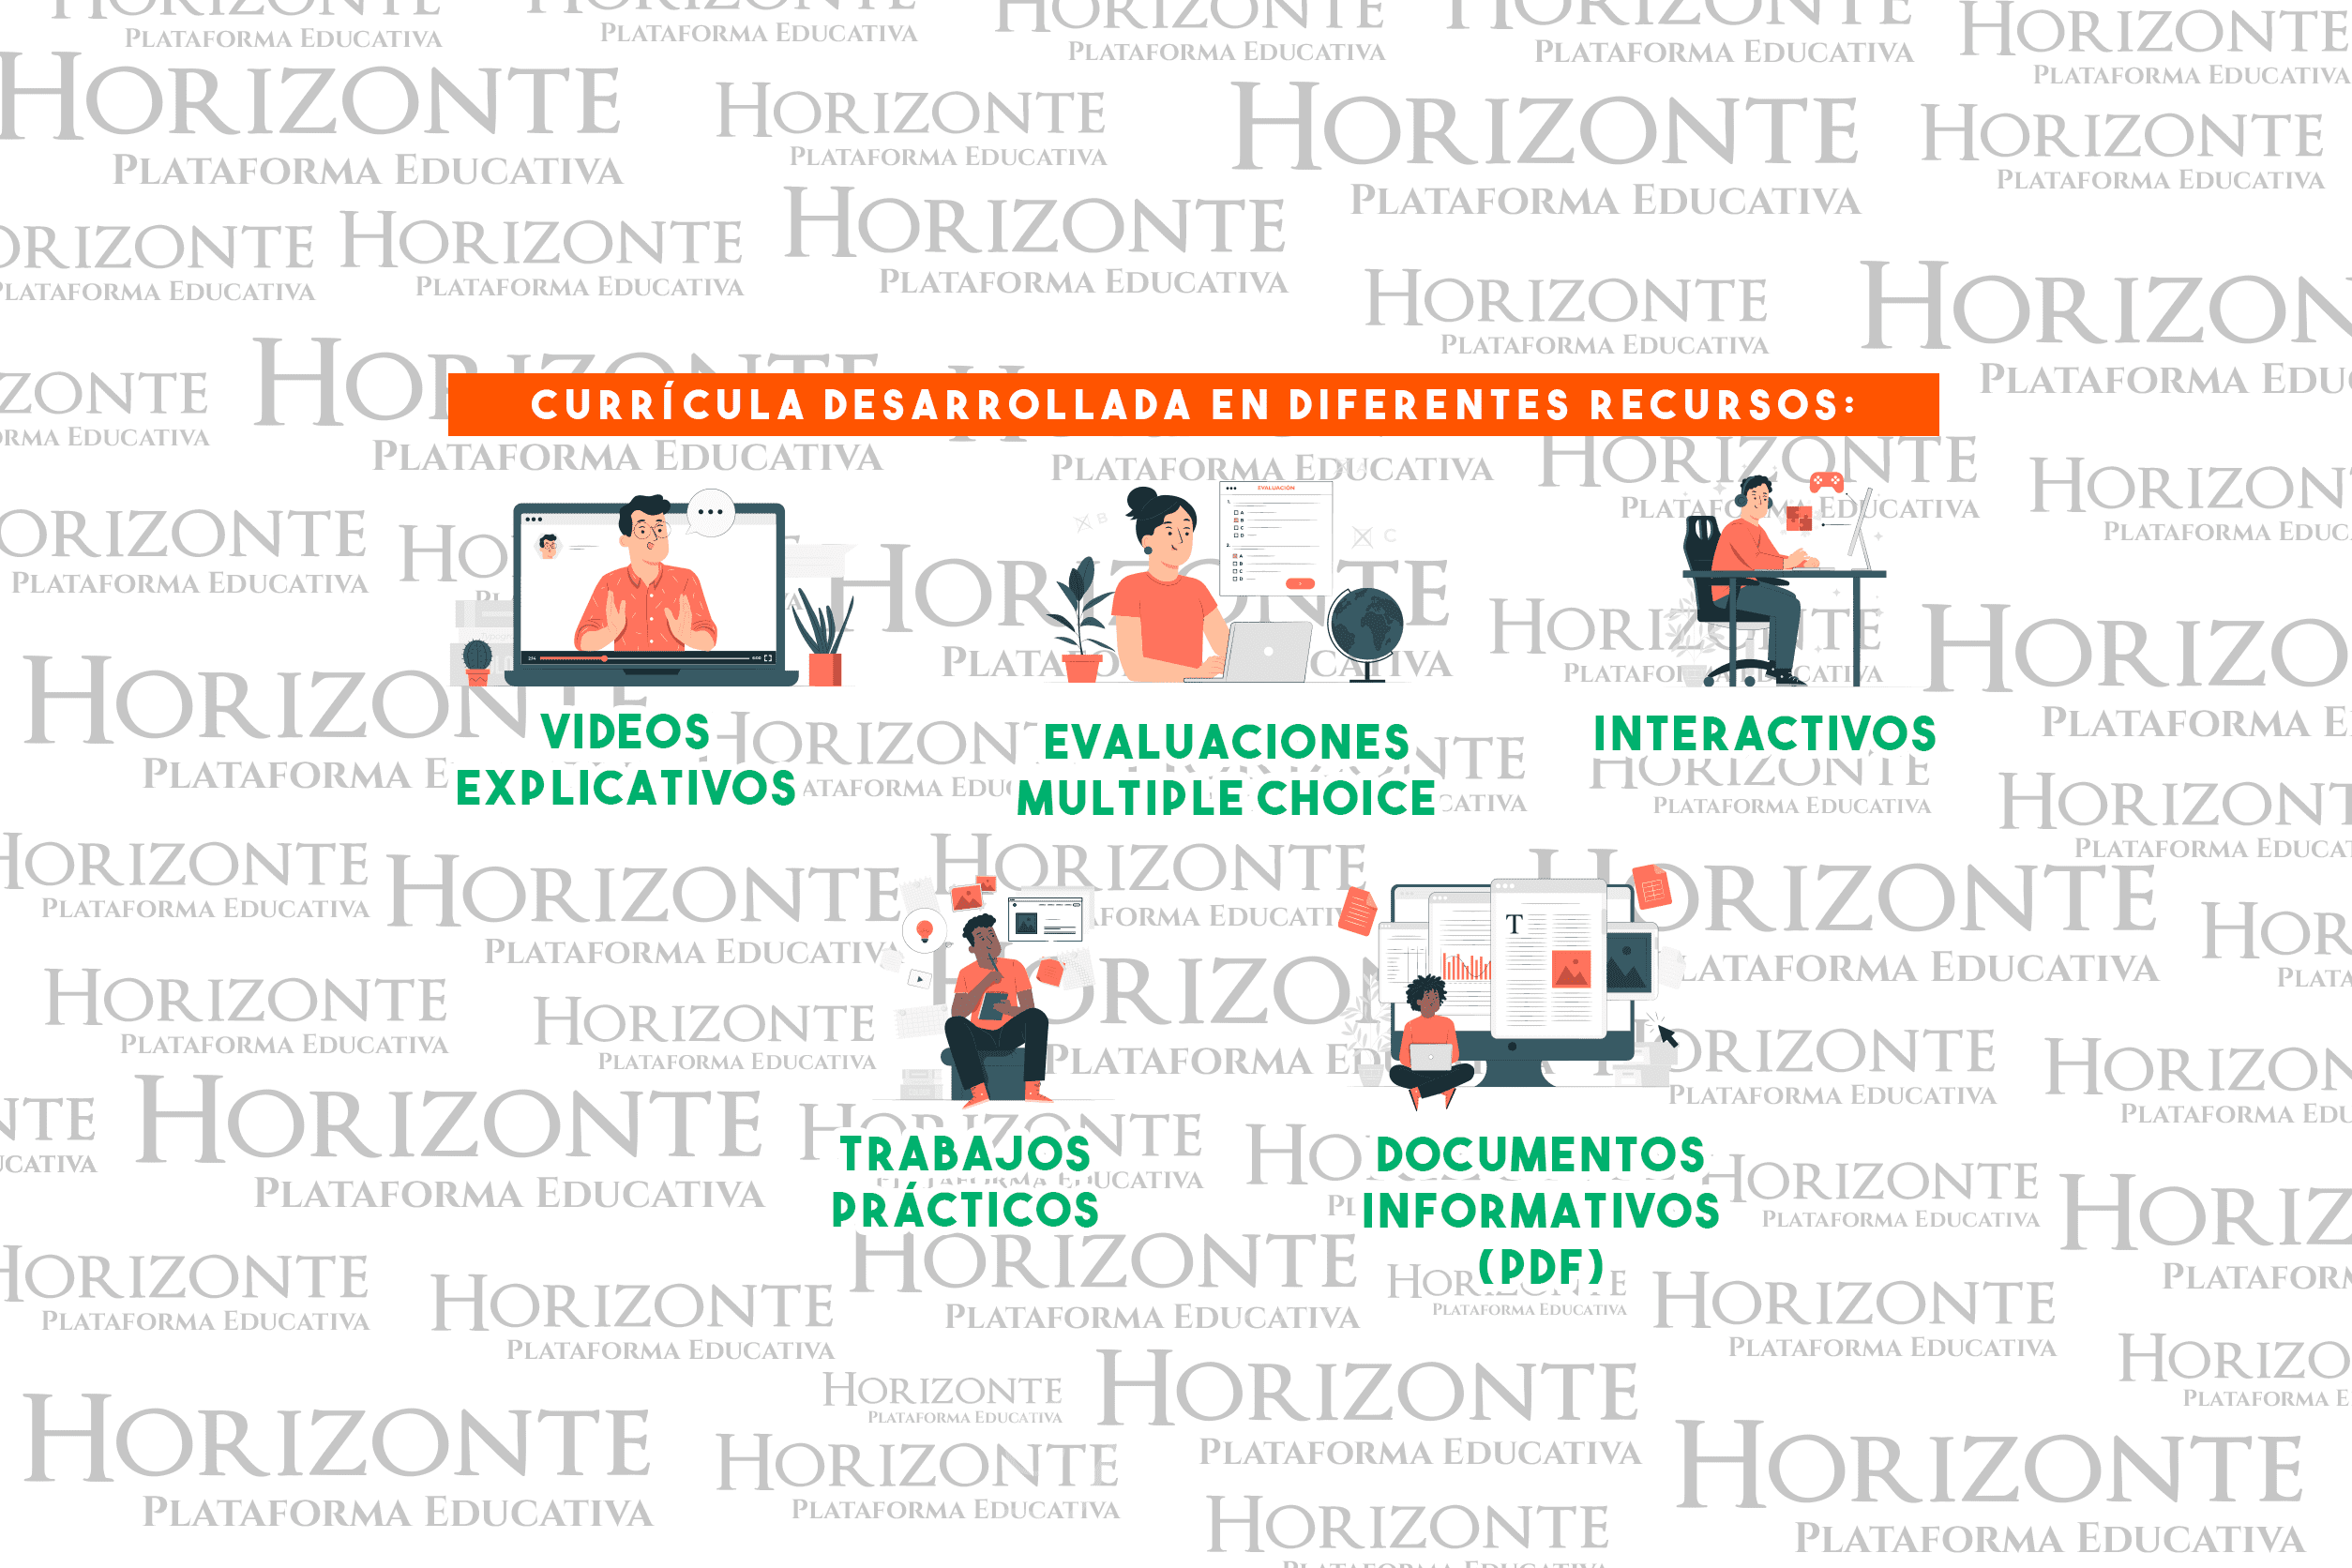 HORIZONTE
PLATAFORMA EDUCATIVA
CURRÍCULA DESARROLLADA EN DIFERENTES RECURSOS:
EVALUACIÓN
VIDEOS
EXPLICATIVOS
EVALUACIONES
MULTIPLE CHOICE
INTERACTIVOS
TRABAJOS
PRÁCTICOS
DOCUMENTOS
INFORMATIVOS
(PDF)